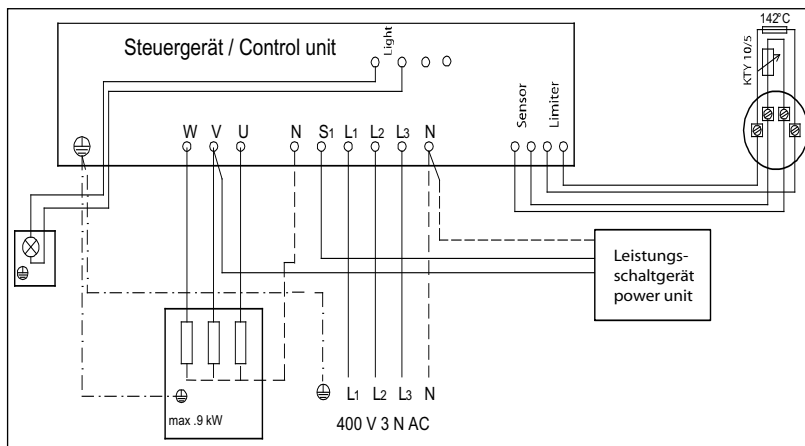 142°C
Steuergerät / Control unit
Light
KTY 10/5
Sensor
Limiter
W V U N S1 L1 L2 L3 N
Leistungs-
schaltgerät
power unit
max .9 kW
L1 L2 L3 N
400 V 3 N AC